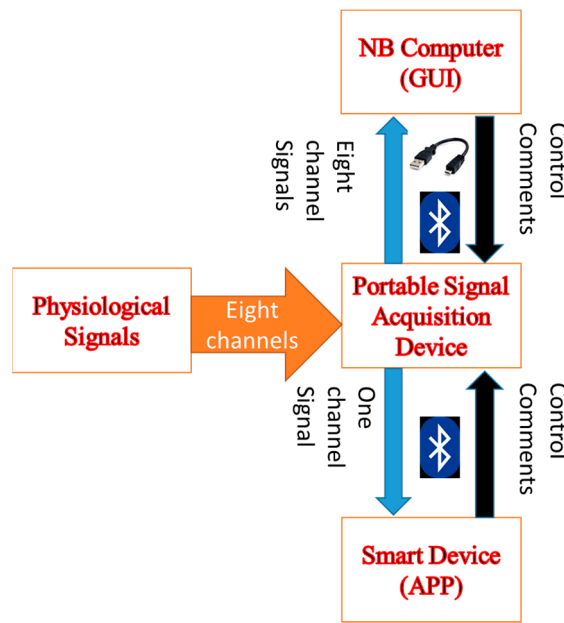 NB Computer
(GUI)
Eight
channel
Signals
Control
Comments
Physiological
Signals
Eight
channels
Portable Signal
Acquisition
Device
One
channel
Signal
Control
Comments
Smart Device
(APP)